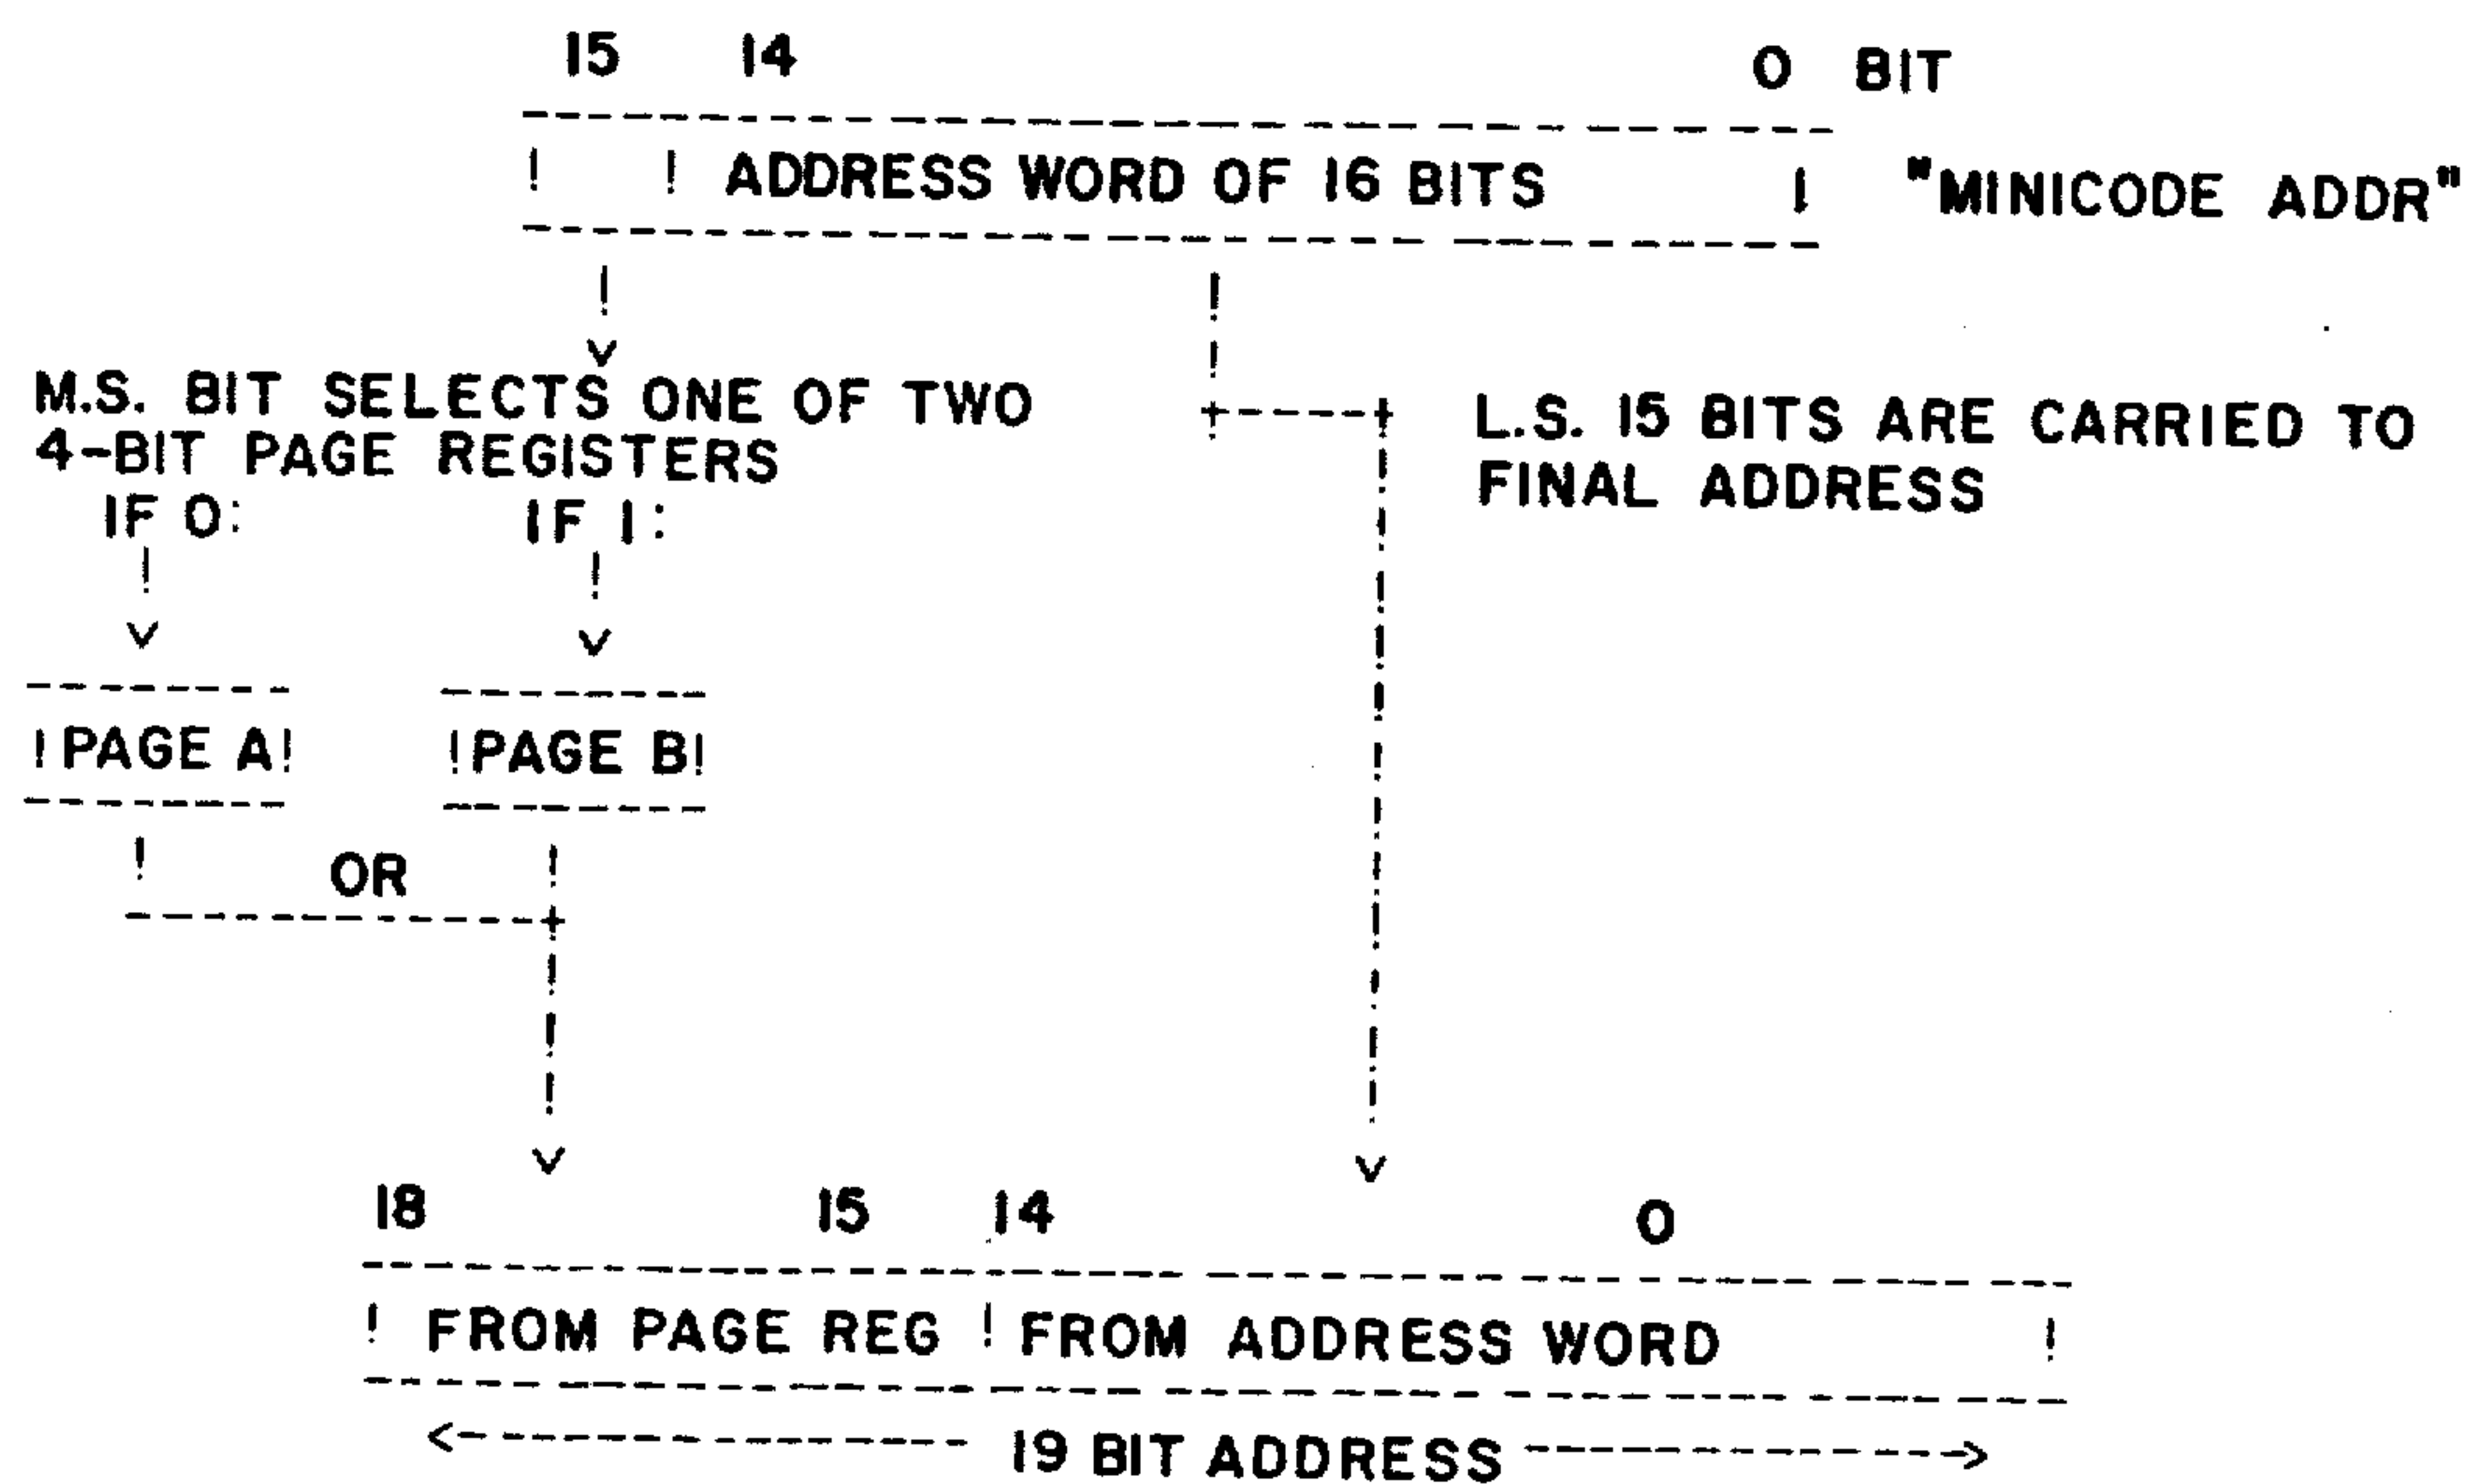 15 14 0 BIT
! ! ADDRESS WORD OF 16 BITS ! "MINICODE ADDR"
M.S. BIT SELECTS ONE OF TWO
4-BIT PAGE REGISTERS
IF 0: IF 1:
L.S. 15 BITS ARE CARRIED TO
FINAL ADDRESS
!PAGE A! !PAGE B!
OR
18 15 14 0
! FROM PAGE REG ! FROM ADDRESS WORD !
<----------- 19 BIT ADDRESS ----------->